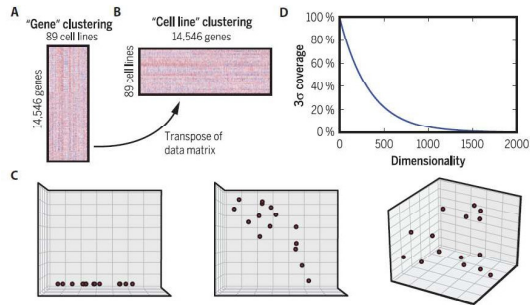 A
"Gene" clustering
89 cell lines
14,546 genes
B
"Cell line" clustering
14,546 genes
89 cell lines
Transpose of
data matrix
D
100 %
80 %
60 %
40 %
20 %
0 %
3σ coverage
0 500 1000 1500 2000
Dimensionality
C